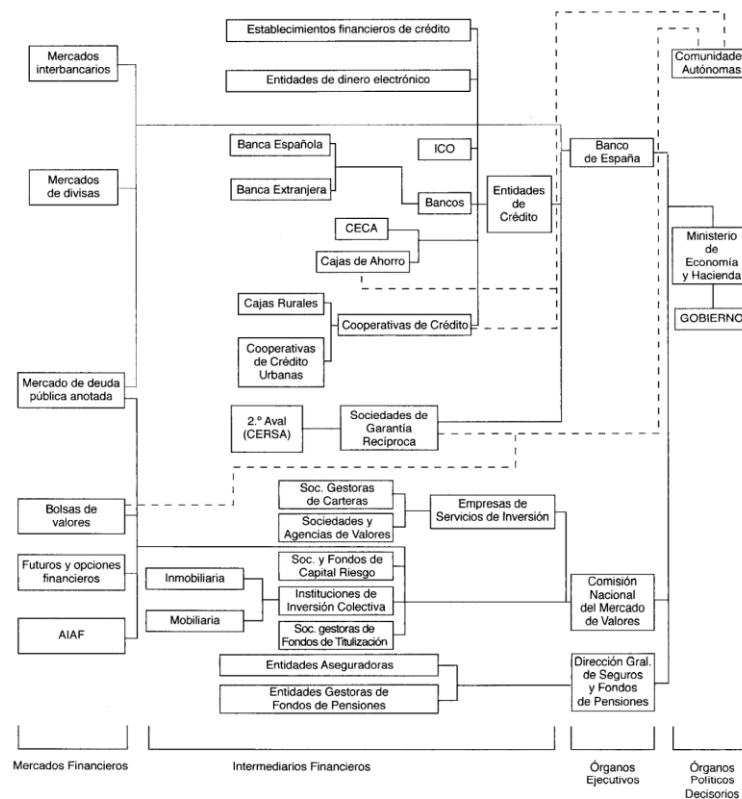 Establecimientos financieros de crédito
Mercados
interbancarios
Comunidades
Autónomas
Entidades de dinero electrónico
Banca Española
ICO
Banco
de España
Mercados
de divisas
Banca Extranjera
Bancos
Entidades
de
Crédito
CECA
Cajas de Ahorro
Ministerio
de
Economía
y Hacienda
Cajas Rurales
Cooperativas de Crédito
GOBIERNO
Cooperativas
de Crédito
Urbanas
Mercado de deuda
pública anotada
2.º Aval
(CERSA)
Sociedades de
Garantía
Recíproca
Soc. Gestoras
de Carteras
Empresas de
Servicios de Inversión
Bolsas de
valores
Sociedades y
Agencias de Valores
Futuros y opciones
financieros
Inmobiliaria
Soc. y Fondos de
Capital Riesgo
Comisión
Nacional
del Mercado
de Valores
Instituciones de
Inversión Colectiva
Mobiliaria
AIAF
Soc. gestoras de
Fondos de Titulización
Entidades Aseguradoras
Dirección Gral.
de Seguros
y Fondos
de Pensiones
Entidades Gestoras de
Fondos de Pensiones
Mercados Financieros
Intermediarios Financieros
Órganos
Ejecutivos
Órganos
Políticos
Decisorios